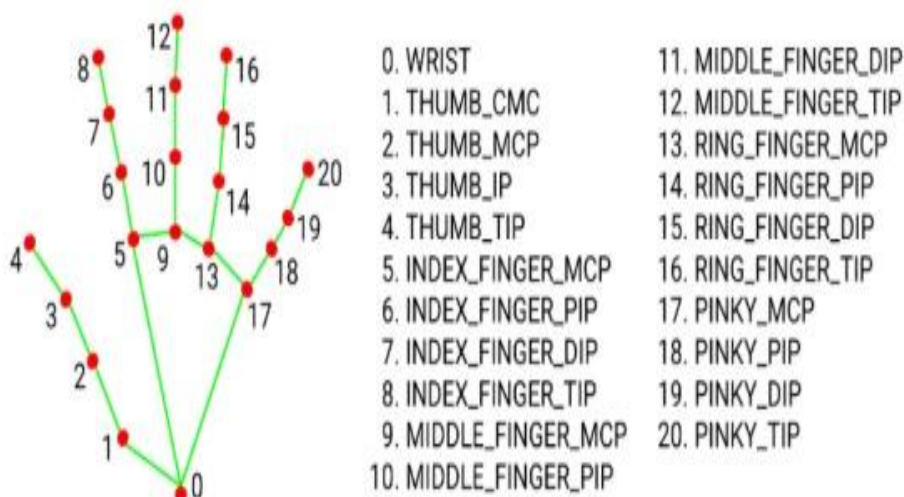 12
8
16
11
7
15
10
6
20
14
19
4
5
9
13
18
3
17
2
1
0
0. WRIST
1. THUMB_CMC
2. THUMB_MCP
3. THUMB_IP
4. THUMB_TIP
5. INDEX_FINGER_MCP
6. INDEX_FINGER_PIP
7. INDEX_FINGER_DIP
8. INDEX_FINGER_TIP
9. MIDDLE_FINGER_MCP
10. MIDDLE_FINGER_PIP
11. MIDDLE_FINGER_DIP
12. MIDDLE_FINGER_TIP
13. RING_FINGER_MCP
14. RING_FINGER_PIP
15. RING_FINGER_DIP
16. RING_FINGER_TIP
17. PINKY_MCP
18. PINKY_PIP
19. PINKY_DIP
20. PINKY_TIP